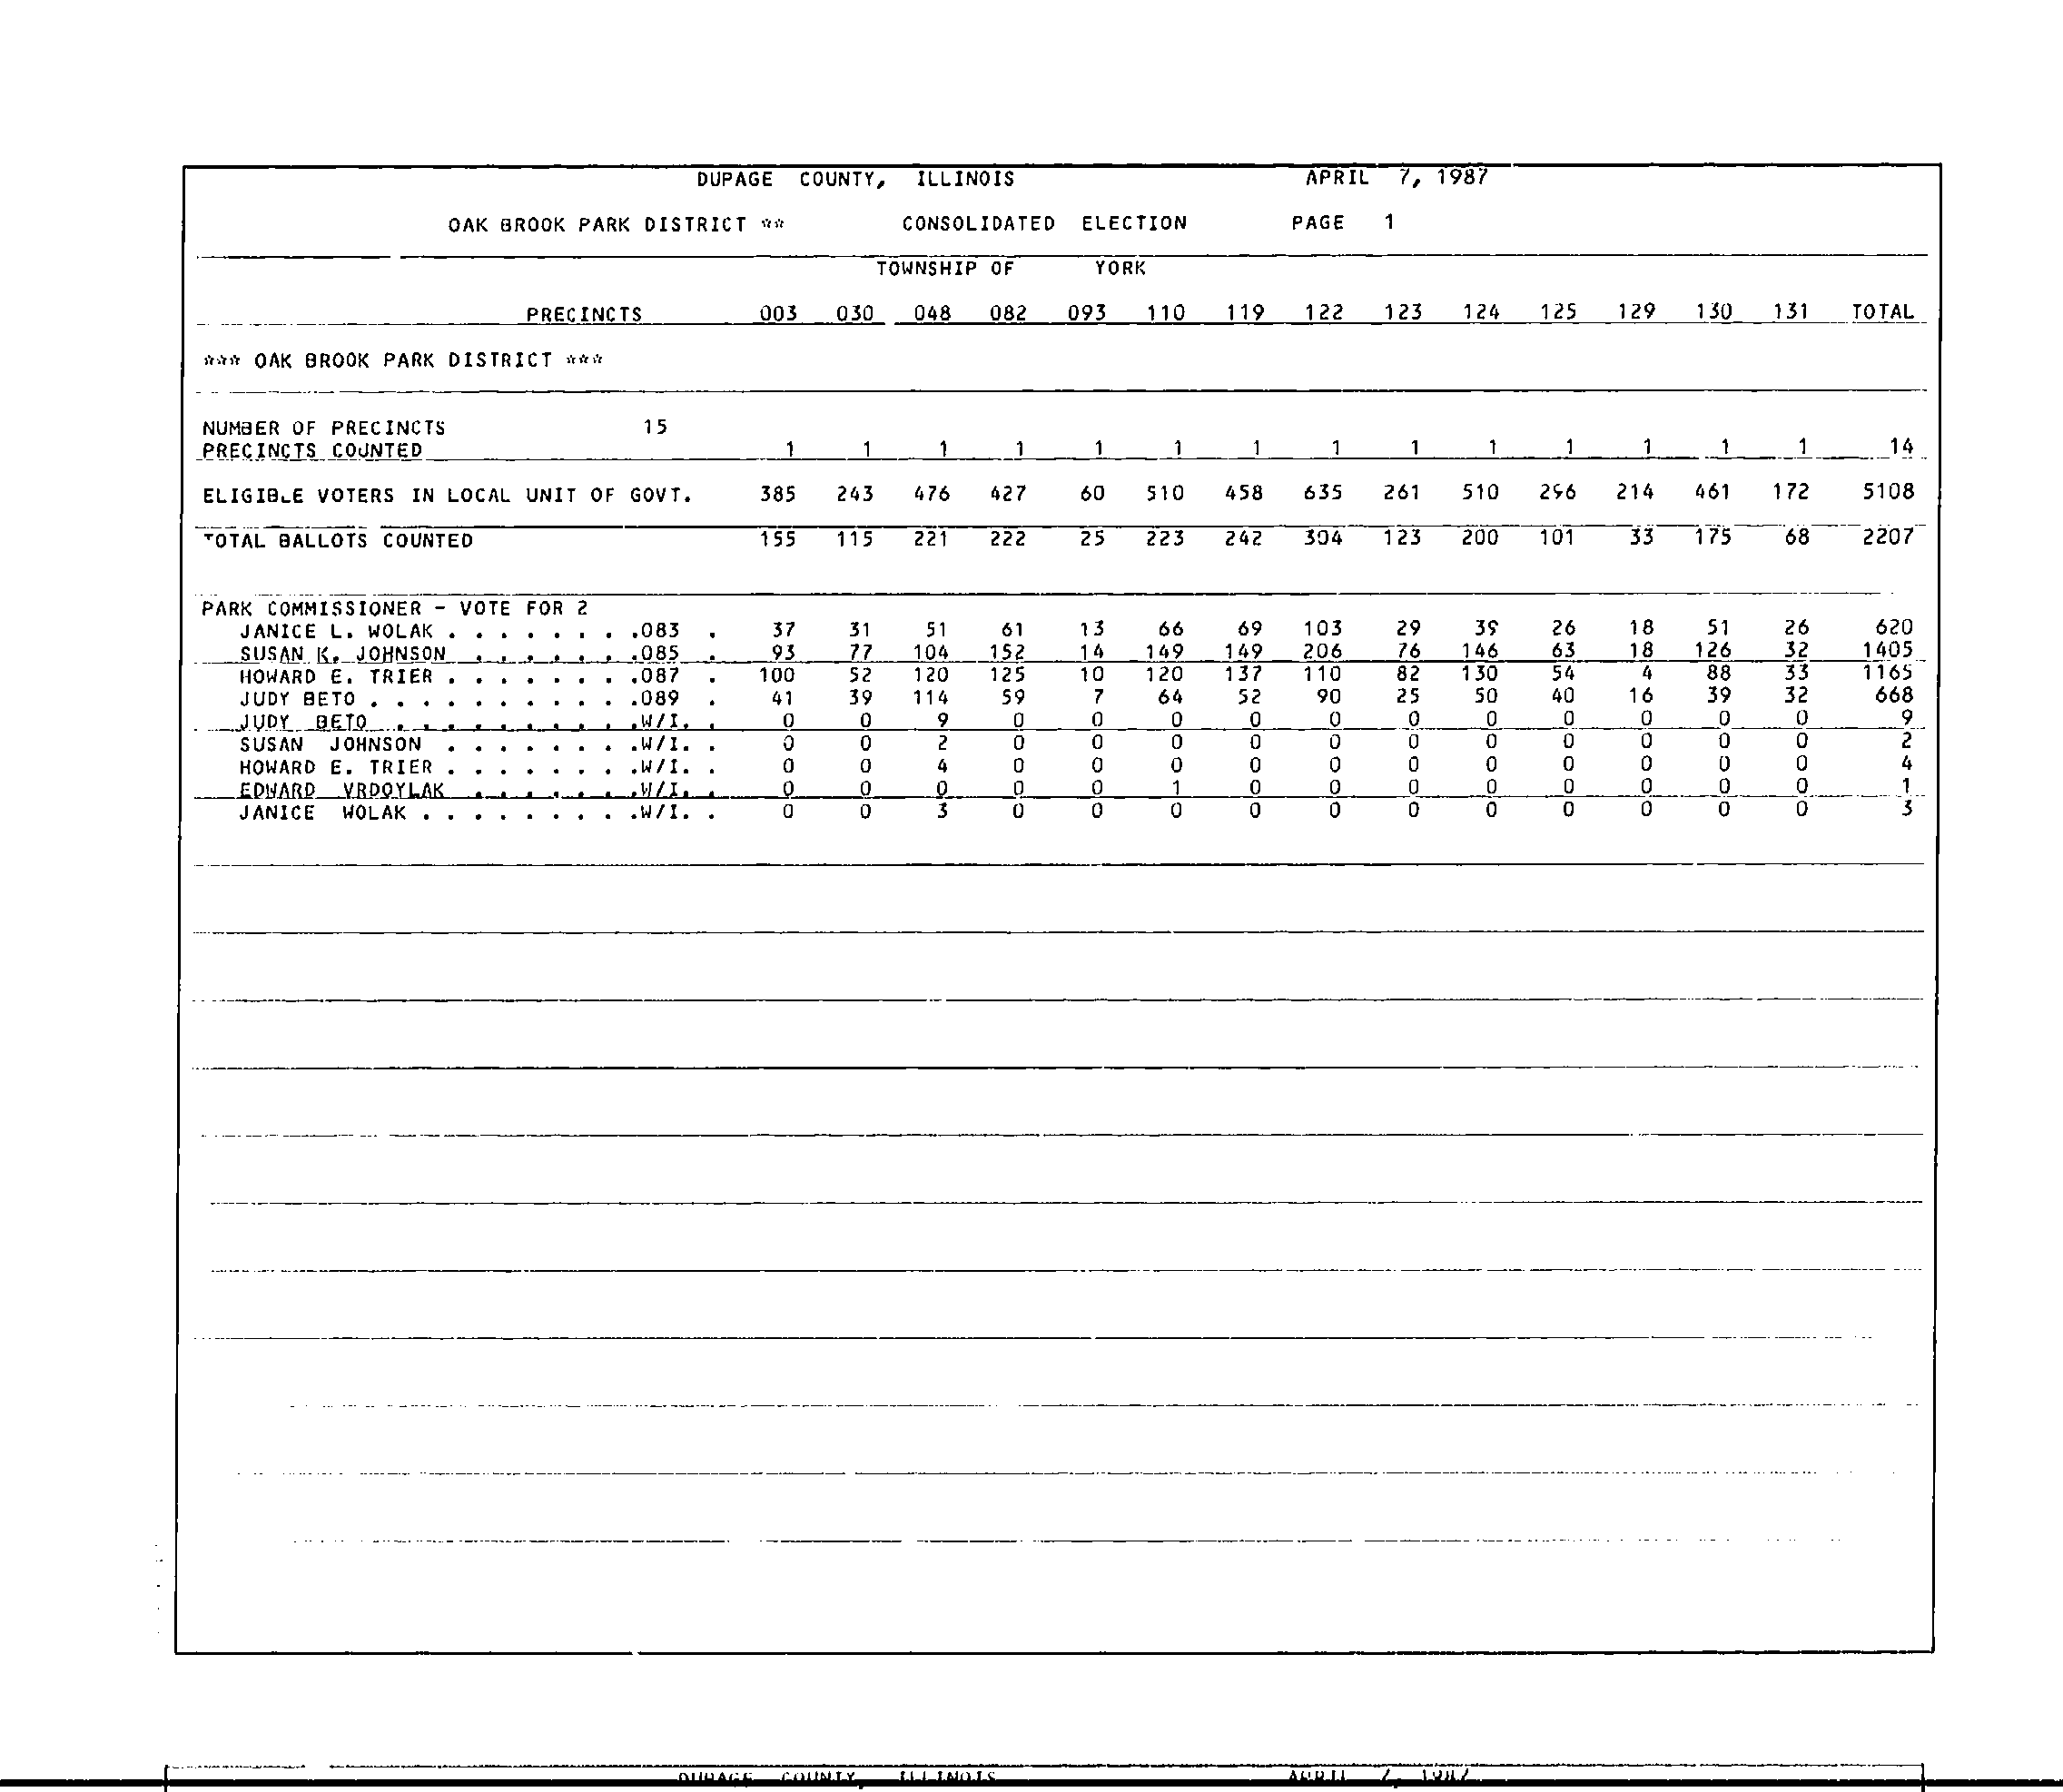 DUPAGE COUNTY, ILLINOIS APRIL 7, 1987
OAK BROOK PARK DISTRICT ** CONSOLIDATED ELECTION PAGE 1
TOWNSHIP OF YORK
PRECINCTS 003 030 048 082 093 110 119 122 123 124 125 129 130 131 TOTAL
*** OAK BROOK PARK DISTRICT ***
NUMBER OF PRECINCTS 15
PRECINCTS COUNTED 1 1 1 1 1 1 1 1 1 1 1 1 1 1 14
ELIGIBLE VOTERS IN LOCAL UNIT OF GOVT. 385 243 476 427 60 510 458 635 261 510 296 214 461 172 5108
TOTAL BALLOTS COUNTED 155 115 221 222 25 223 242 304 123 200 101 33 175 68 2207
PARK COMMISSIONER - VOTE FOR 2
JANICE L. WOLAK . . . . . . . .083 . 37 31 51 61 13 66 69 103 29 39 26 18 51 26 620
SUSAN K. JOHNSON . . . . . . .085 . 93 77 104 152 14 149 149 206 76 146 63 18 126 32 1405
HOWARD E. TRIER . . . . . . . .087 . 100 52 120 125 10 120 137 110 82 130 54 4 88 33 1165
JUDY BETO . . . . . . . . . . .089 . 41 39 114 59 7 64 52 90 25 50 40 16 39 32 668
JUDY BETO . . . . . . . . . .W/I. . 0 0 9 0 0 0 0 0 0 0 0 0 0 0 9
SUSAN JOHNSON . . . . . . . .W/I. . 0 0 2 0 0 0 0 0 0 0 0 0 0 0 2
HOWARD E. TRIER . . . . . . . .W/I. . 0 0 4 0 0 0 0 0 0 0 0 0 0 0 4
EDWARD VRDOYLAK . . . . . . .W/I. . 0 0 0 0 0 1 0 0 0 0 0 0 0 0 1
JANICE WOLAK . . . . . . . . .W/I. . 0 0 3 0 0 0 0 0 0 0 0 0 0 0 3
DUPAGE COUNTY, ILLINOIS APRIL 7, 1987